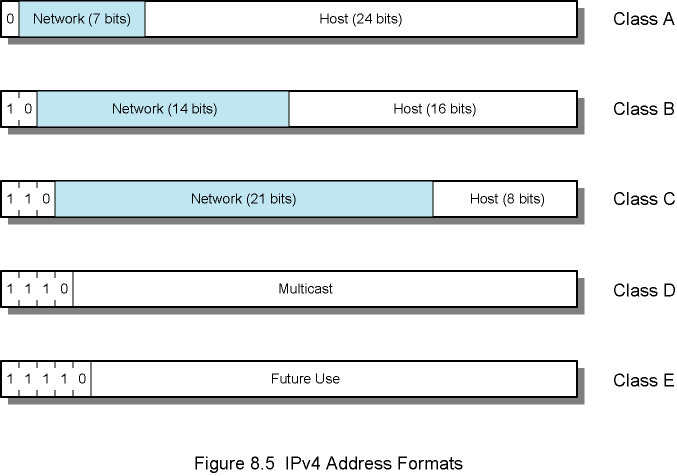 0 Network (7 bits) Host (24 bits) Class A
1 0 Network (14 bits) Host (16 bits) Class B
1 1 0 Network (21 bits) Host (8 bits) Class C
1 1 1 0 Multicast Class D
1 1 1 1 0 Future Use Class E
Figure 8.5 IPv4 Address Formats